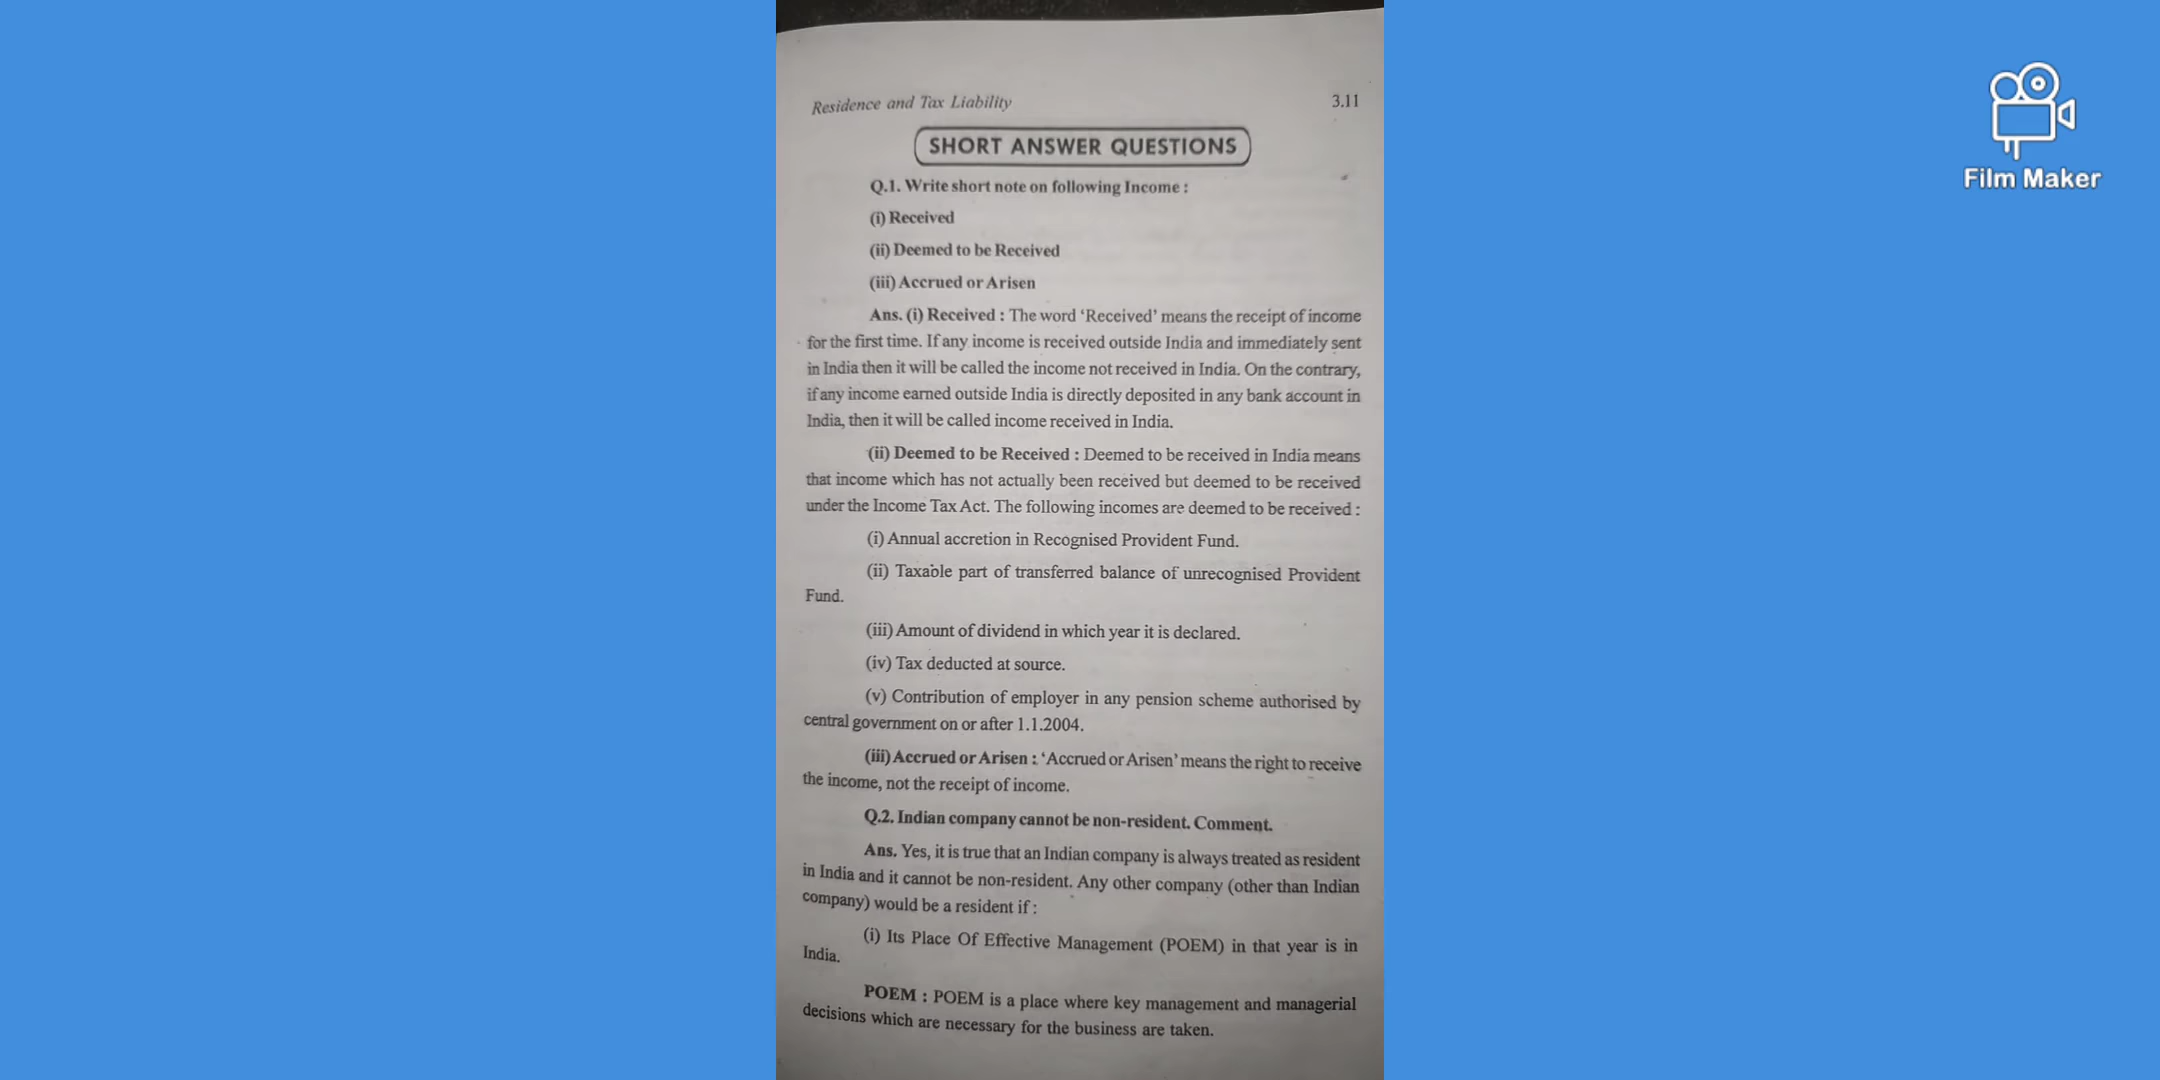 Residence and Tax Liability 3.11
SHORT ANSWER QUESTIONS
Q.1. Write short note on following Income :
(i) Received
(ii) Deemed to be Received
(iii) Accrued or Arisen
Ans. (i) Received : The word ‘Received’ means the receipt of income
for the first time. If any income is received outside India and immediately sent
in India then it will be called the income not received in India. On the contrary,
if any income earned outside India is directly deposited in any bank account in
India, then it will be called income received in India.
(ii) Deemed to be Received : Deemed to be received in India means
that income which has not actually been received but deemed to be received
under the Income Tax Act. The following incomes are deemed to be received :
(i) Annual accretion in Recognised Provident Fund.
(ii) Taxable part of transferred balance of unrecognised Provident
Fund.
(iii) Amount of dividend in which year it is declared.
(iv) Tax deducted at source.
(v) Contribution of employer in any pension scheme authorised by
central government on or after 1.1.2004.
(iii) Accrued or Arisen : ‘Accrued or Arisen’ means the right to receive
the income, not the receipt of income.
Q.2. Indian company cannot be non-resident. Comment.
Ans. Yes, it is true that an Indian company is always treated as resident
in India and it cannot be non-resident. Any other company (other than Indian
company) would be a resident if :
(i) Its Place Of Effective Management (POEM) in that year is in
India.
POEM : POEM is a place where key management and managerial
decisions which are necessary for the business are taken.
Film Maker